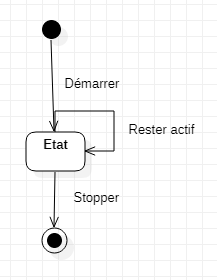 Démarrer
Rester actif
Etat
Stopper